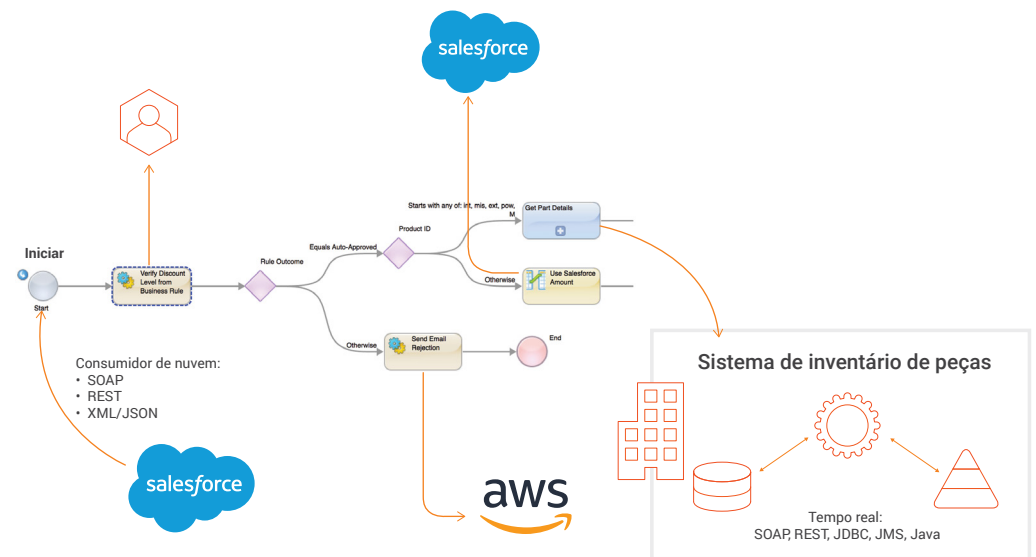 salesforce
Starts with any of: int, mis, ext, pow,
M
Get Part Details
Product ID
Iniciar
Equals Auto-Approved
Rule Outcome
Verify Discount
Level from
Business Rule
Otherwise
Use Salesforce
Amount
Start
Otherwise
Send Email
Rejection
End
Consumidor de nuvem:
• SOAP
• REST
• XML/JSON
salesforce
aws
Sistema de inventário de peças
Tempo real:
SOAP, REST, JDBC, JMS, Java